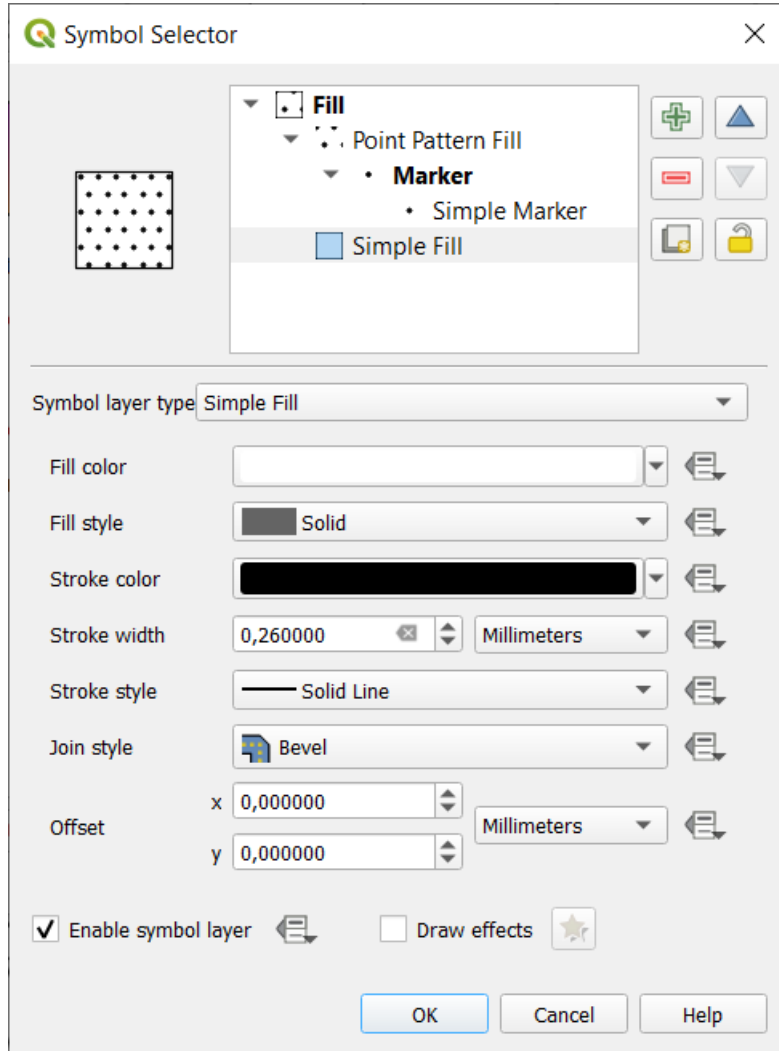 Symbol Selector
Fill
Point Pattern Fill
Marker
Simple Marker
Simple Fill
Symbol layer type Simple Fill
Fill color
Fill style Solid
Stroke color
Stroke width 0,260000 Millimeters
Stroke style Solid Line
Join style Bevel
x 0,000000
Offset Millimeters
y 0,000000
Enable symbol layer Draw effects
OK Cancel Help